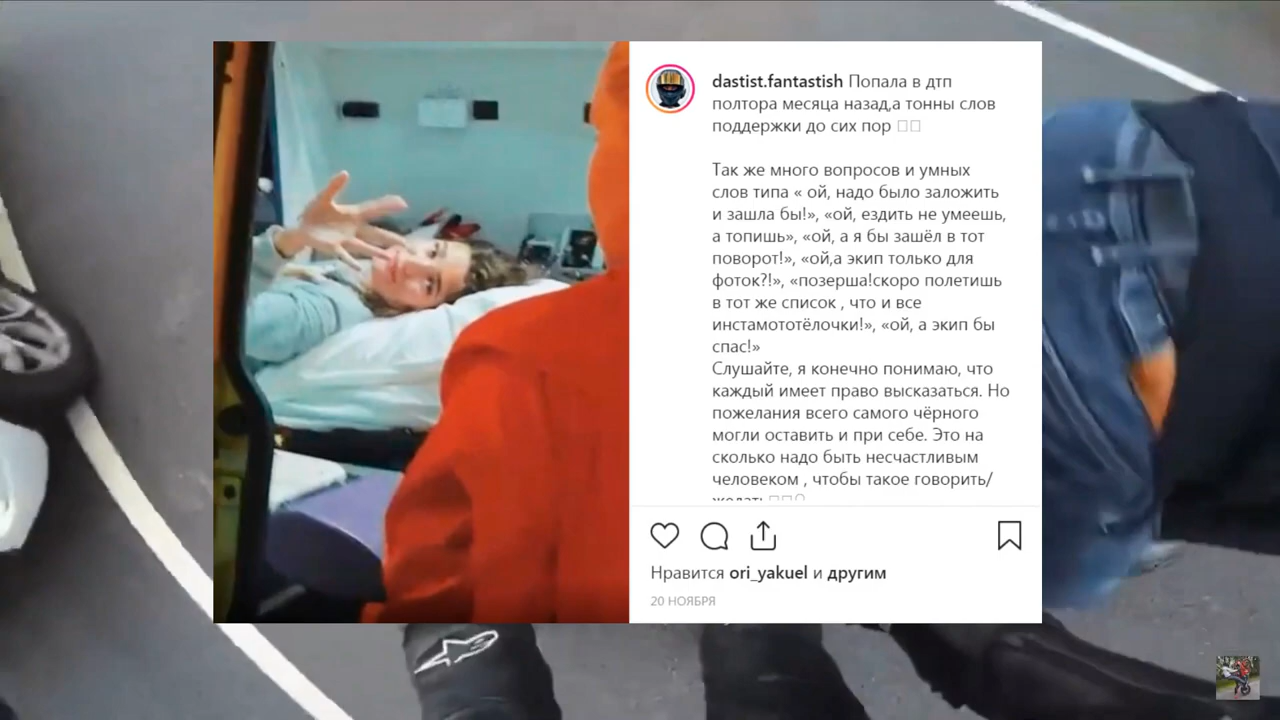 dastist.fantastish Попала в дтп
полтора месяца назад,а тонны слов
поддержки до сих пор
Так же много вопросов и умных
слов типа « ой, надо было заложить
и зашла бы!», «ой, ездить не умеешь,
а топишь», «ой, а я бы зашёл в тот
поворот!», «ой,а экип только для
фоток?!», «позерша!скоро полетишь
в тот же список , что и все
инстамототёлочки!», «ой, а экип бы
спас!»
Слушайте, я конечно понимаю, что
каждый имеет право высказаться. Но
пожелания всего самого чёрного
могли оставить и при себе. Это на
сколько надо быть несчастливым
человеком , чтобы такое говорить/
Нравится ori_yakuel и другим
20 НОЯБРЯ